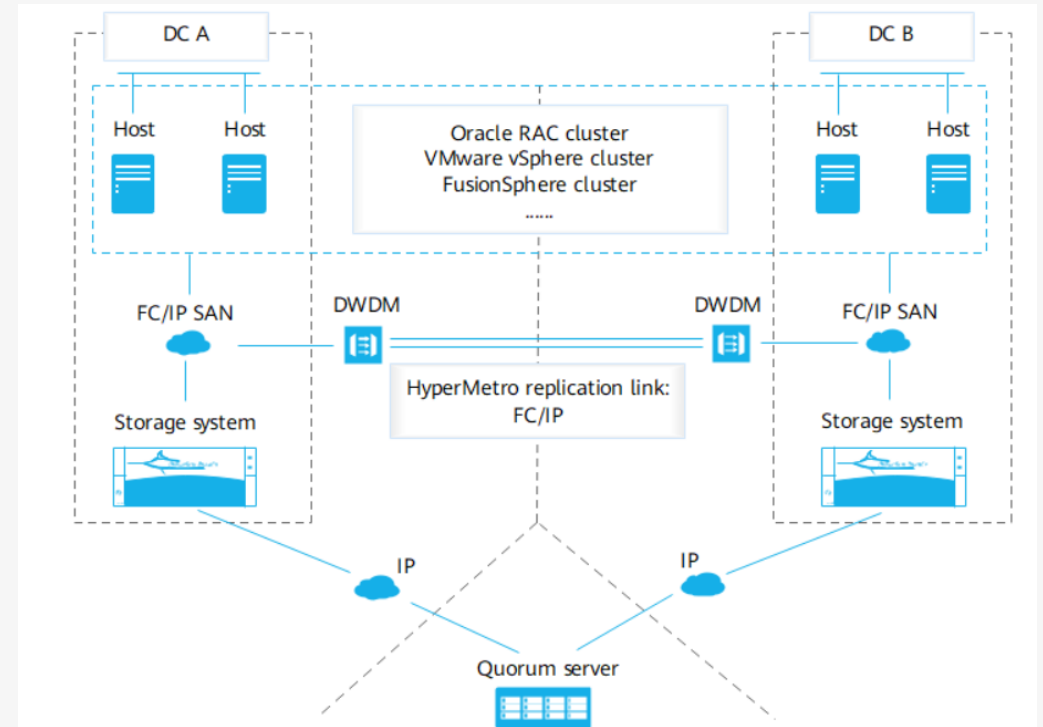 DC A
DC B
Host
Host
Host
Host
Oracle RAC cluster
VMware vSphere cluster
FusionSphere cluster
......
FC/IP SAN
DWDM
DWDM
FC/IP SAN
HyperMetro replication link:
FC/IP
Storage system
Storage system
IP
IP
Quorum server